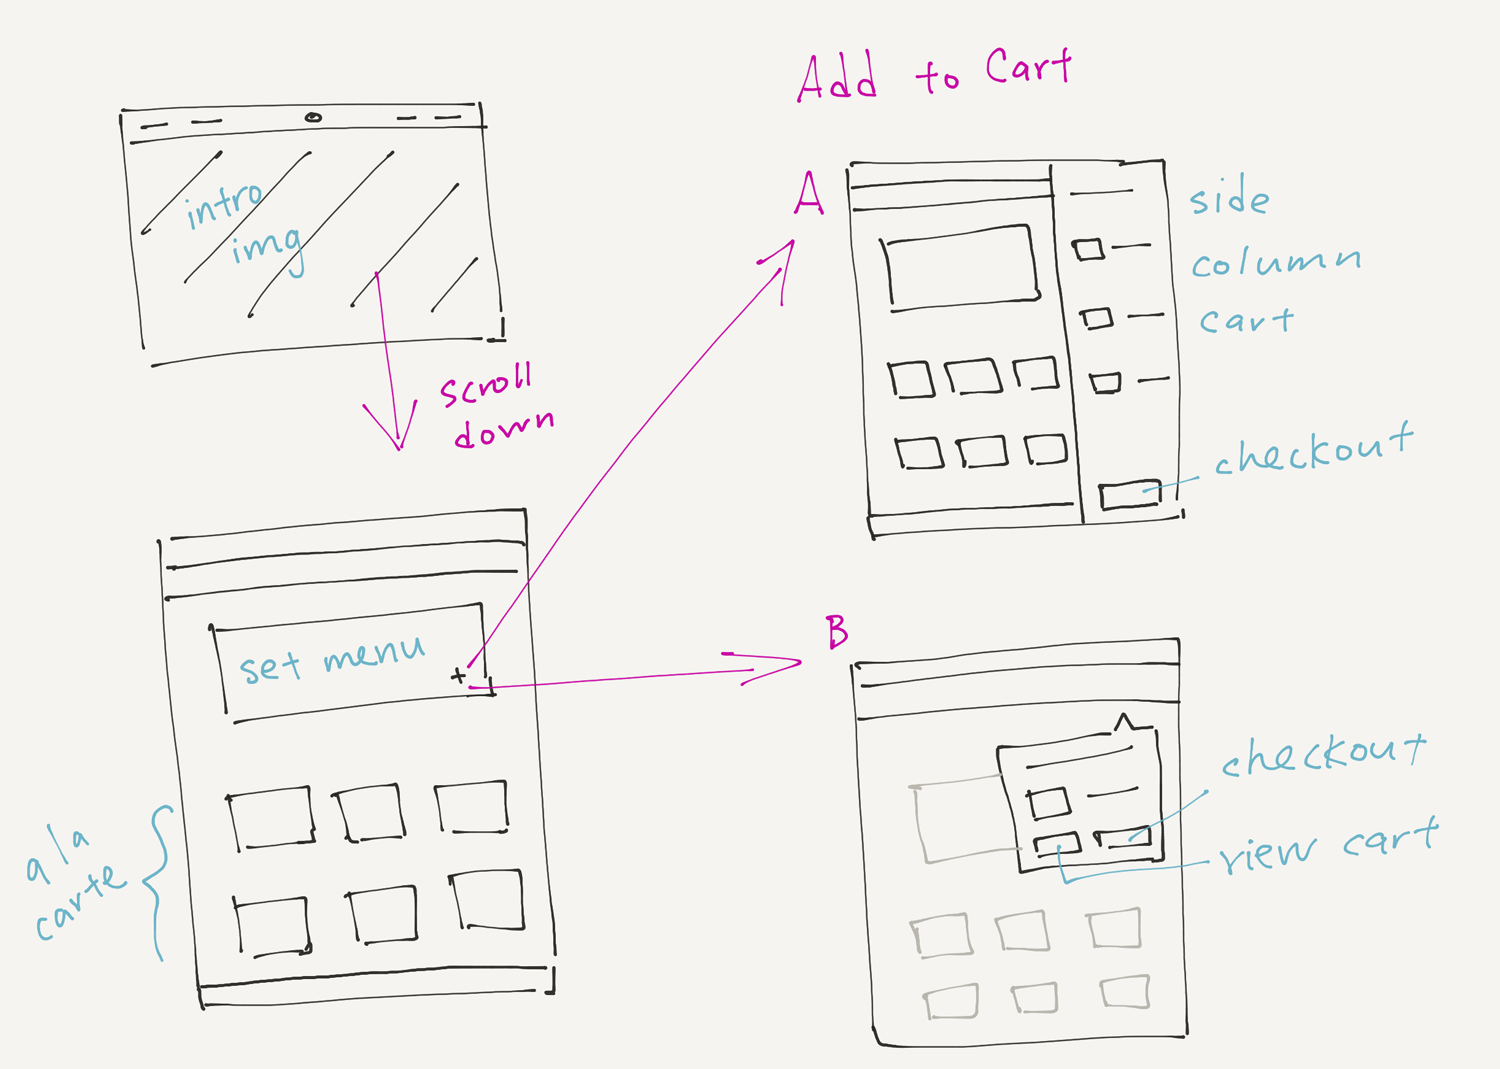 Add to Cart
intro
img
scroll
down
A
side
column
cart
checkout
set menu
+
a la
carte
B
checkout
view cart